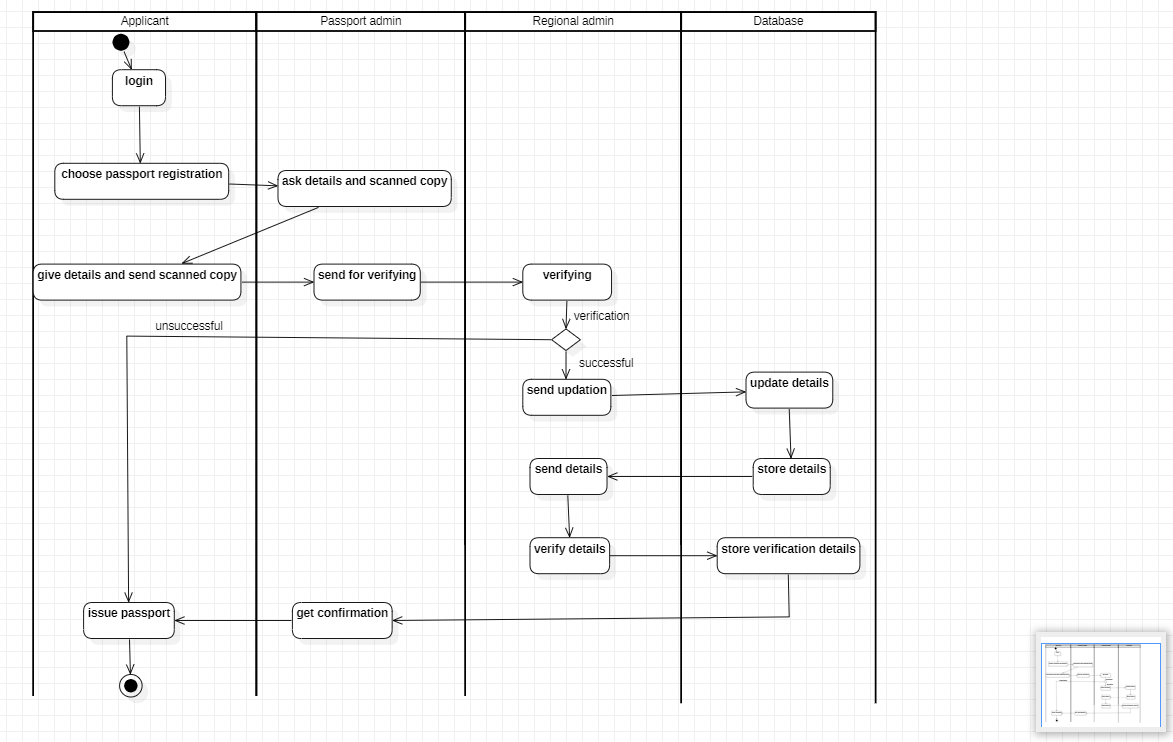 Applicant
Passport admin
Regional admin
Database
login
choose passport registration
ask details and scanned copy
give details and send scanned copy
send for verifying
verifying
verification
unsuccessful
successful
send updation
update details
send details
store details
verify details
store verification details
issue passport
get confirmation